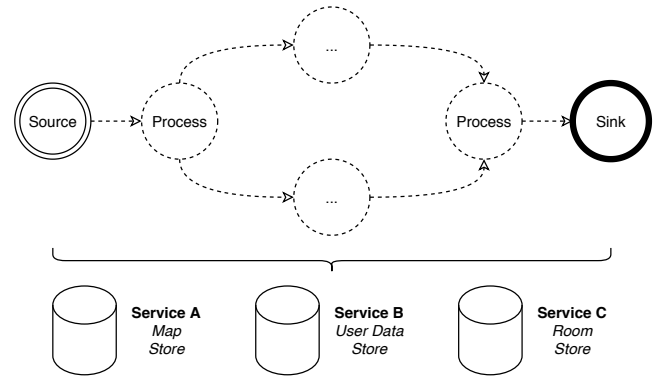 ...
Source
Process
Process
Sink
...
Service A
Map
Store
Service B
User Data
Store
Service C
Room
Store